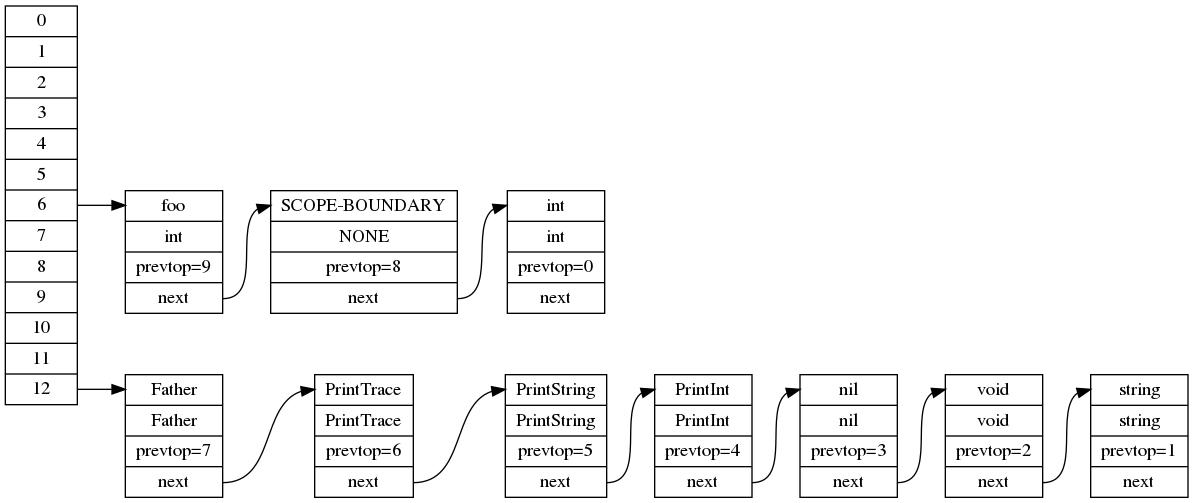 0
1
2
3
4
5
6
7
8
9
10
11
12
foo
int
prevtop=9
next
SCOPE-BOUNDARY
NONE
prevtop=8
next
int
int
prevtop=0
next
Father
Father
prevtop=7
next
PrintTrace
PrintTrace
prevtop=6
next
PrintString
PrintString
prevtop=5
next
PrintInt
PrintInt
prevtop=4
next
nil
nil
prevtop=3
next
void
void
prevtop=2
next
string
string
prevtop=1
next